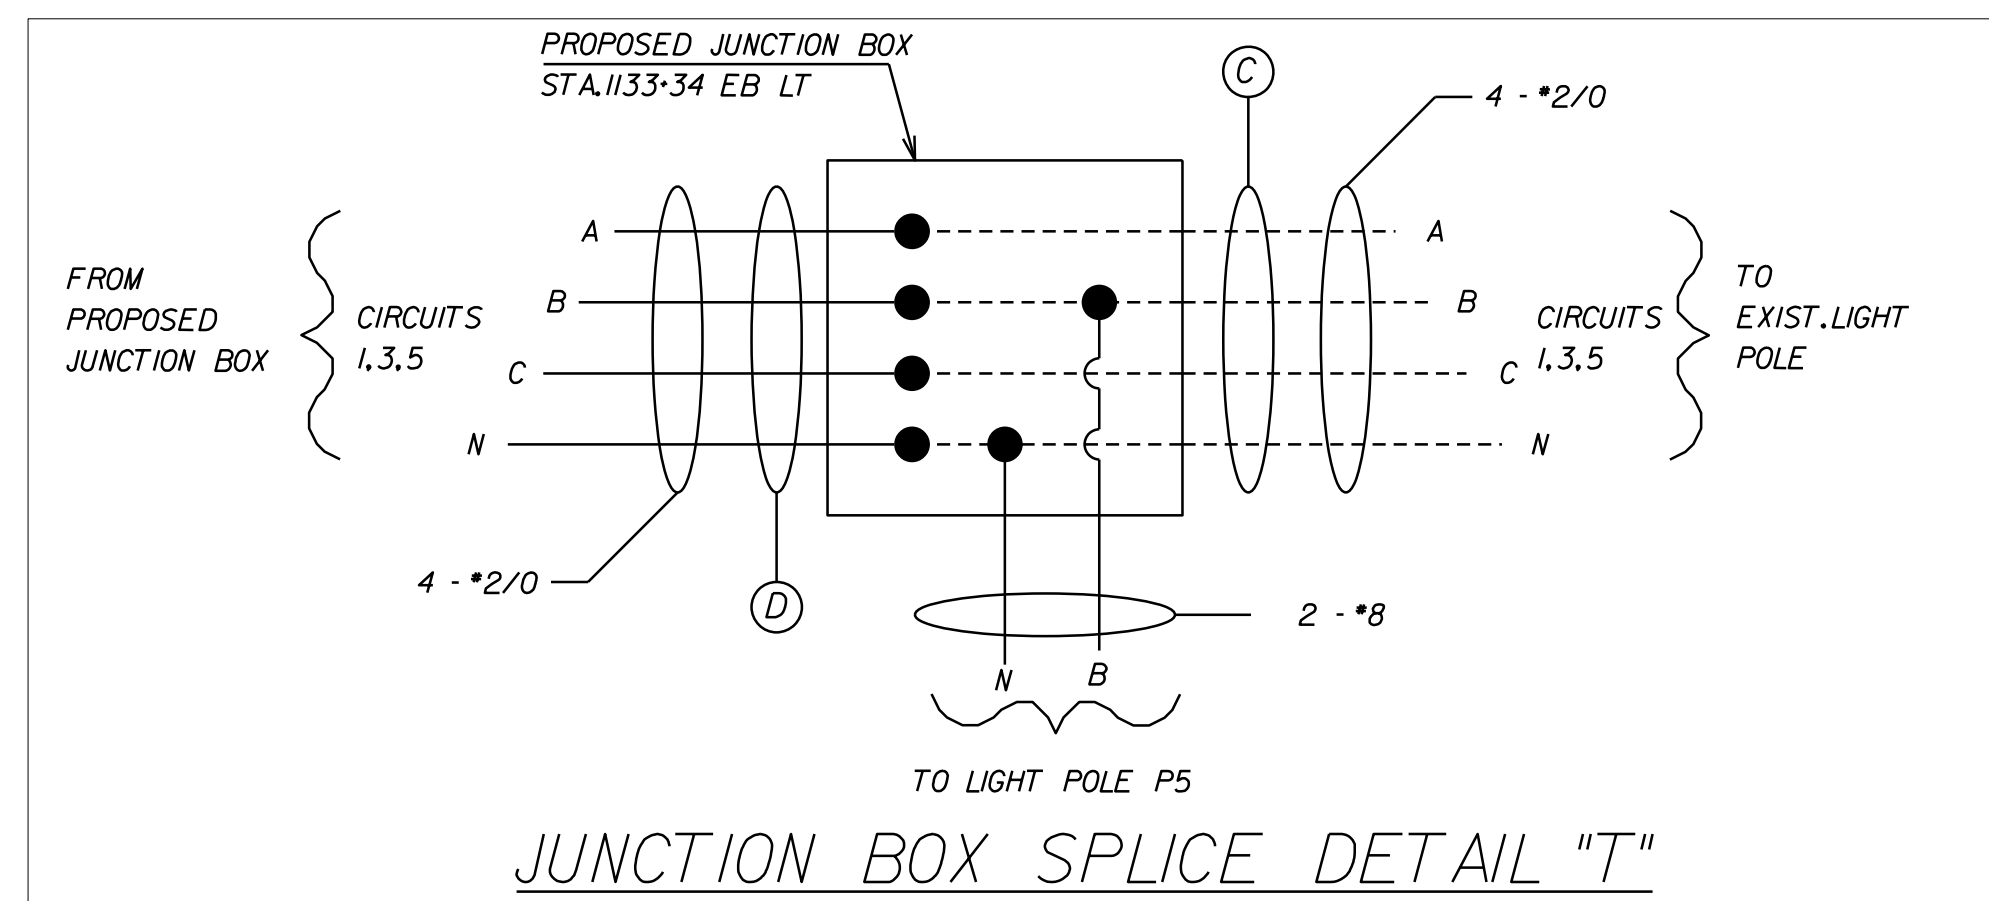 PROPOSED JUNCTION BOX
STA.1133+34 EB LT
C
4 - #2/0
A
A
B
B
C
C
N
N
FROM
PROPOSED
JUNCTION BOX
CIRCUITS
1,3,5
CIRCUITS
1,3,5
TO
EXIST.LIGHT
POLE
4 - #2/0
D
2 - #8
N
B
TO LIGHT POLE P5
JUNCTION BOX SPLICE DETAIL "T"